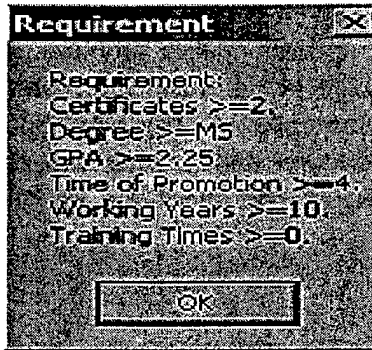 Requirement
Requirement:
Certificates >=2.
Degree >=MS
GPA >=2.25
Time of Promotion >=4.
Working Years >=10.
Training Times >=0.
OK